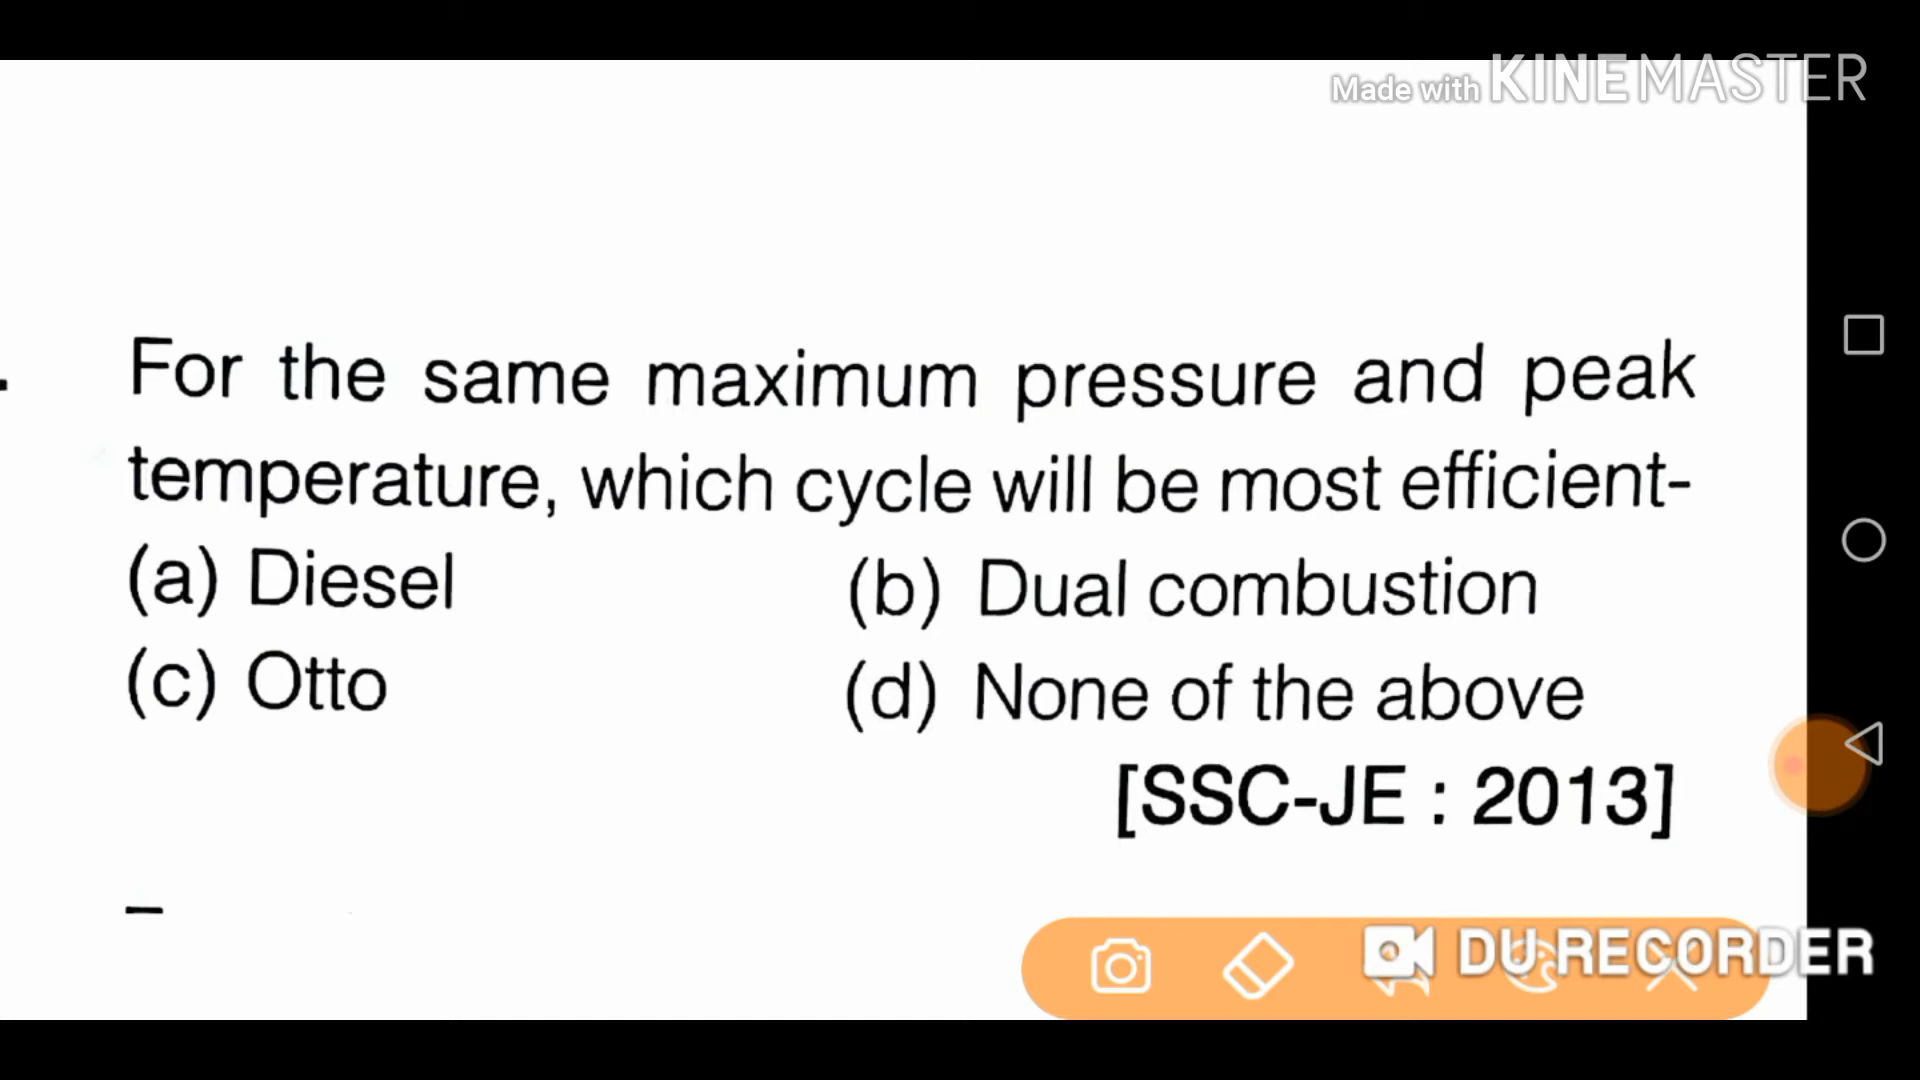 Made with KINEMASTER
. For the same maximum pressure and peak
temperature, which cycle will be most efficient-
(a) Diesel (b) Dual combustion
(c) Otto (d) None of the above
[SSC-JE : 2013]
–
DU RECORDER